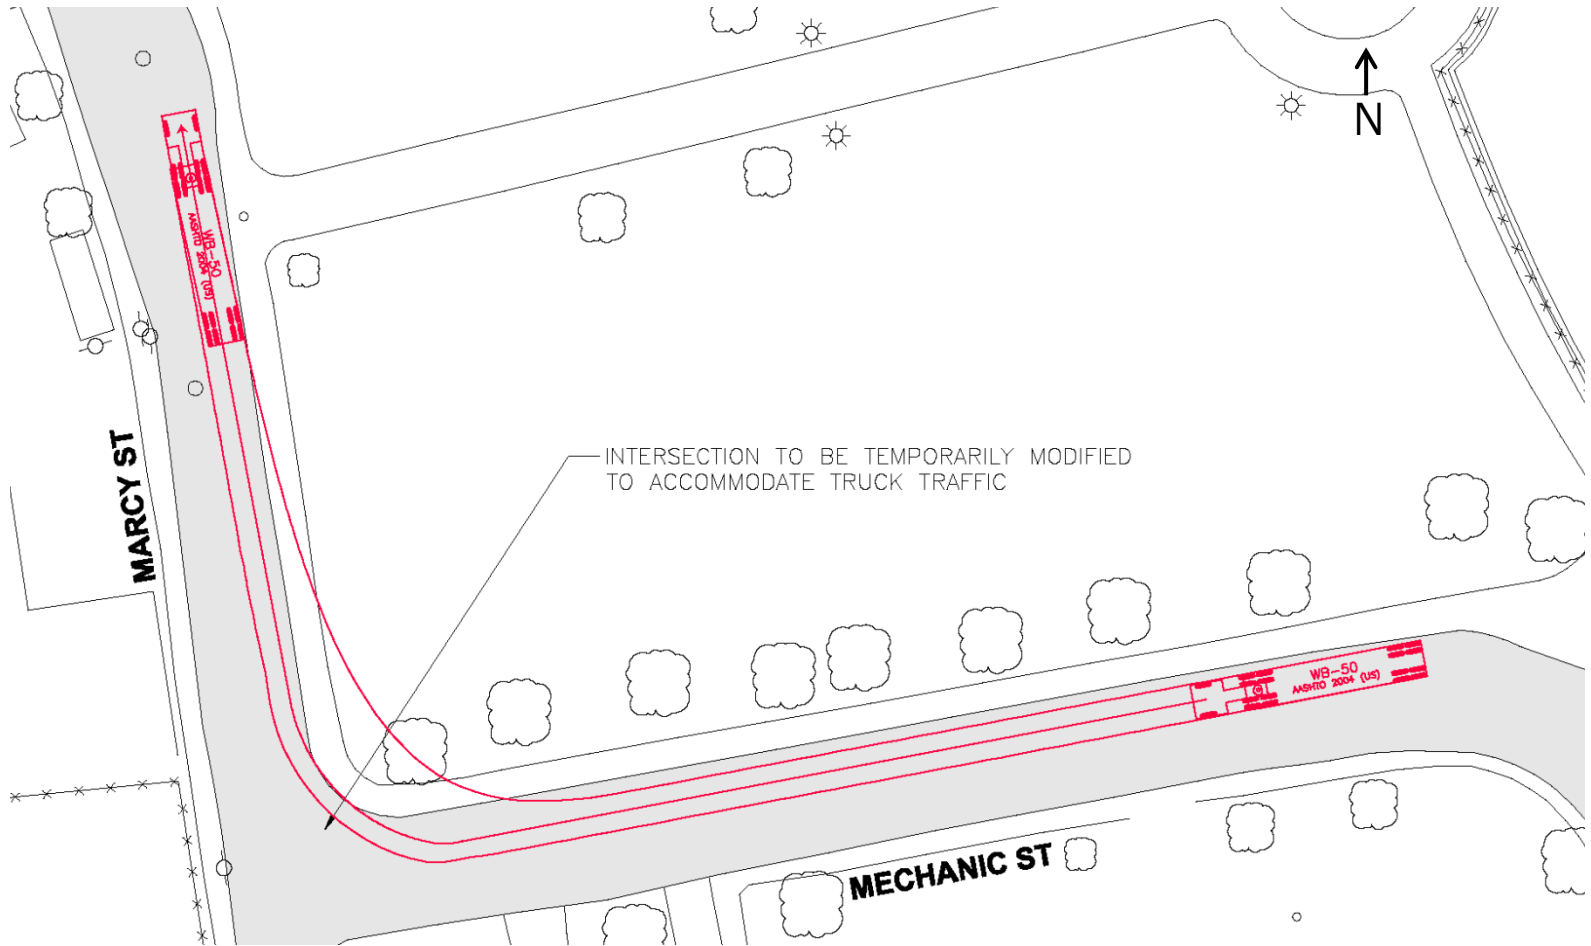 N
WB-50
AASHTO 2004 (US)
MARCY ST
INTERSECTION TO BE TEMPORARILY MODIFIED
TO ACCOMMODATE TRUCK TRAFFIC
WB-50
AASHTO 2004 (US)
MECHANIC ST